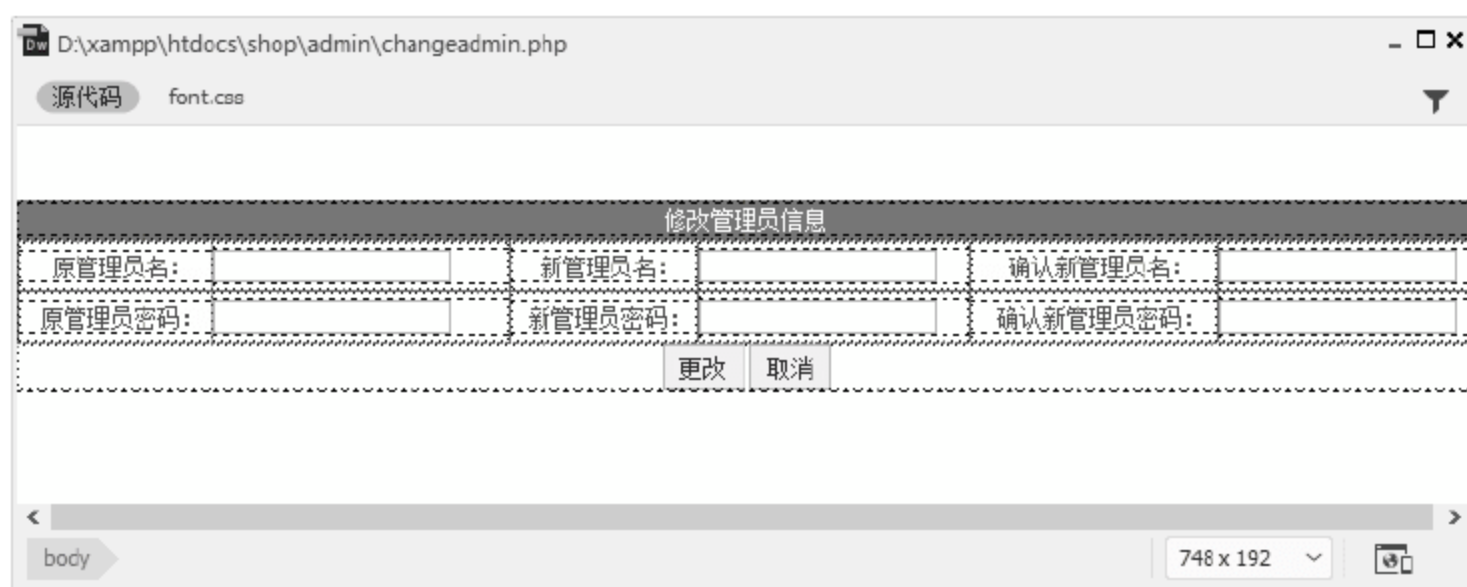 Dw D:\xampp\htdocs\shop\admin\changeadmin.php
源代码 font.css
修改管理员信息
原管理员名： 新管理员名： 确认新管理员名：
原管理员密码： 新管理员密码： 确认新管理员密码：
更改 取消
body 748 x 192